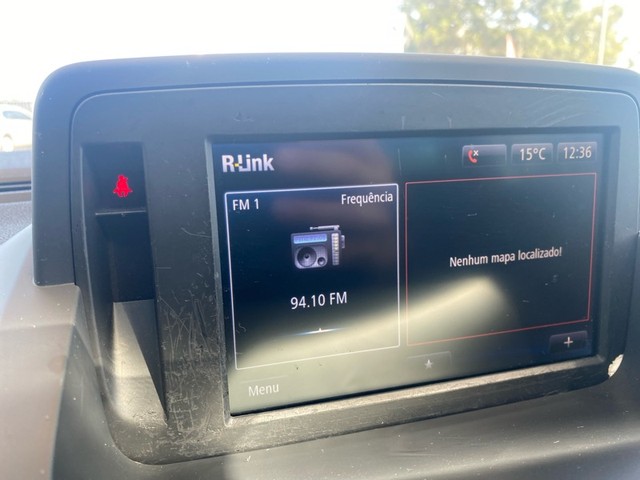 R-Link
15°C
12:36
FM 1
Frequência
94.10 FM
Nenhum mapa localizado!
+
Menu